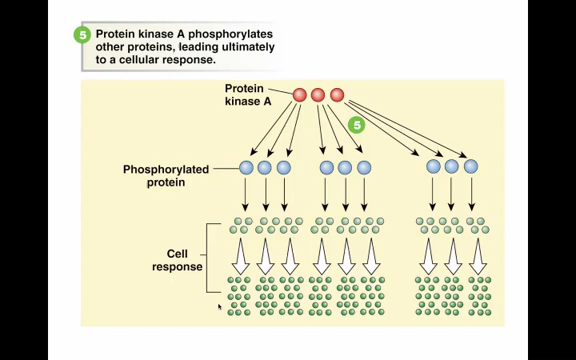 5 Protein kinase A phosphorylates
other proteins, leading ultimately
to a cellular response.
Protein
kinase A
5
Phosphorylated
protein
Cell
response